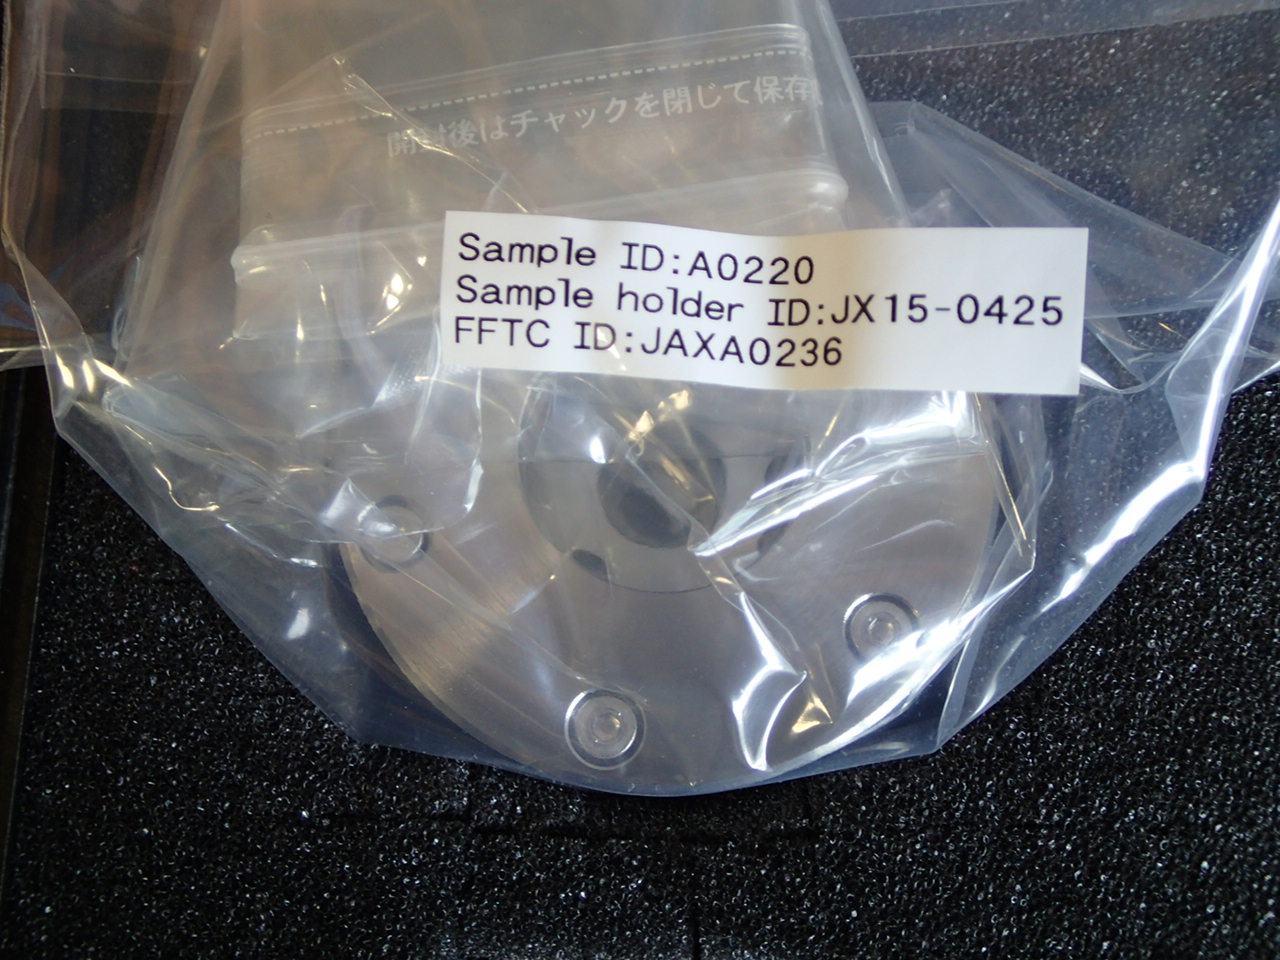 開封後はチャックを閉じて保存
Sample ID:A0220
Sample holder ID:JX15-0425
FFTC ID:JAXA0236